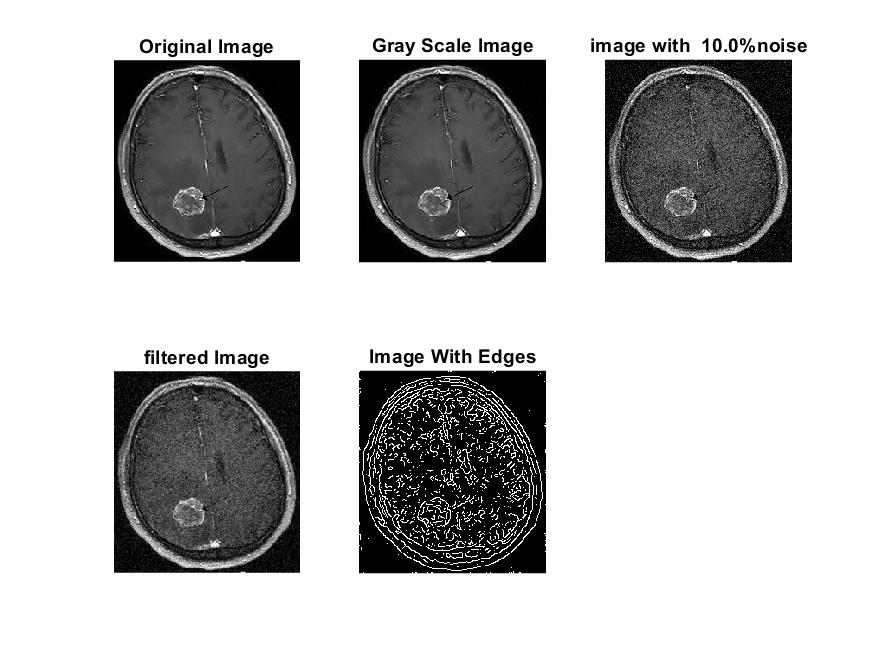 Original Image
Gray Scale Image
image with  10.0%noise
filtered Image
Image With Edges